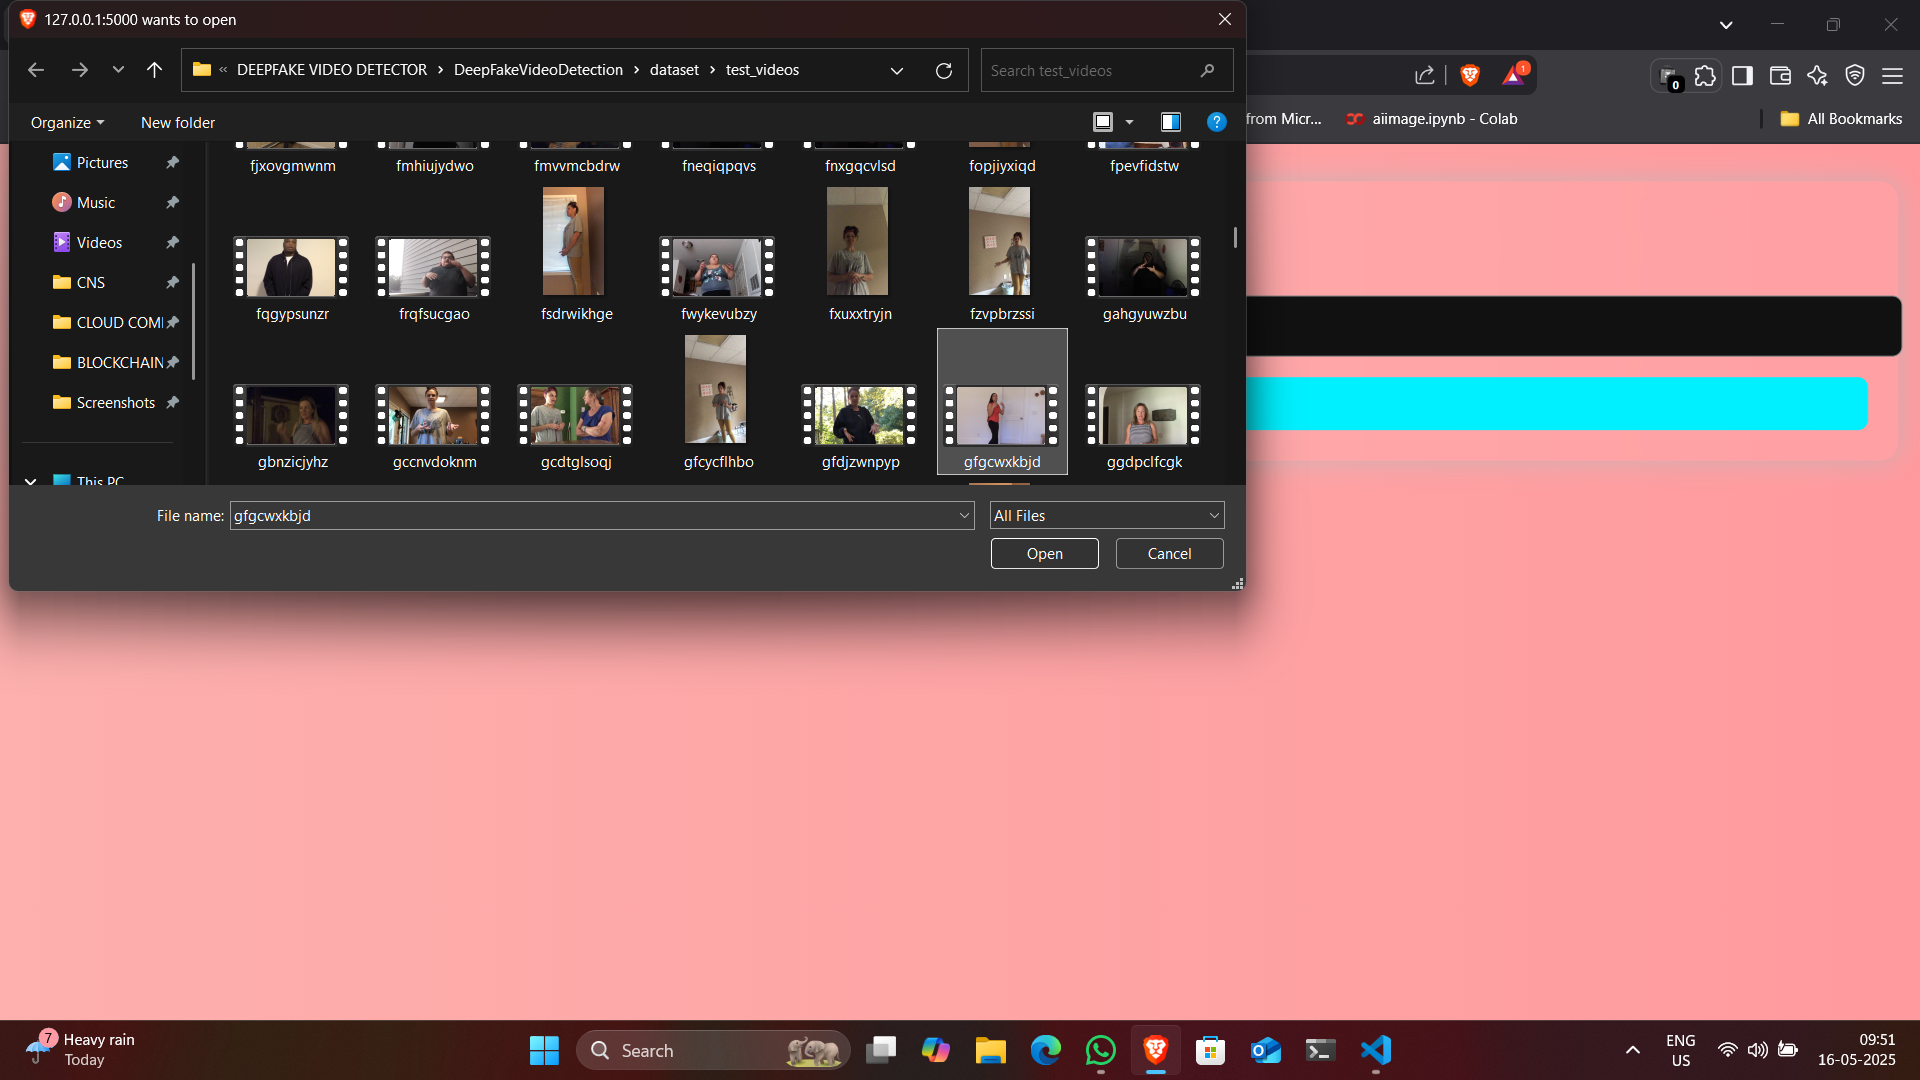 127.0.0.1:5000 wants to open
« DEEPFAKE VIDEO DETECTOR › DeepFakeVideoDetection › dataset › test_videos
Search test_videos
Organize
New folder
Pictures
Music
Videos
CNS
CLOUD COM
BLOCKCHAIN
Screenshots
This PC
fjxovgmwnm fmhiujydwo fmvvmcbdrw fneqiqpqvs fnxgqcvlsd fopjiyxiqd fpevfidstw
fqgypsunzr frqfsucgao fsdrwikhge fwykevubzy fxuxxtryjn fzvpbrzssi gahgyuwzbu
gbnzicjyhz gccnvdoknm gcdtglsoqj gfcycflhbo gfdjzwnpyp gfgcwxkbjd ggdpclfcgk
File name: gfgcwxkbjd
All Files
Open Cancel
1
0
from Micr...
aiimage.ipynb - Colab
All Bookmarks
7
Heavy rain
Today
Search
ENG
US
09:51
16-05-2025